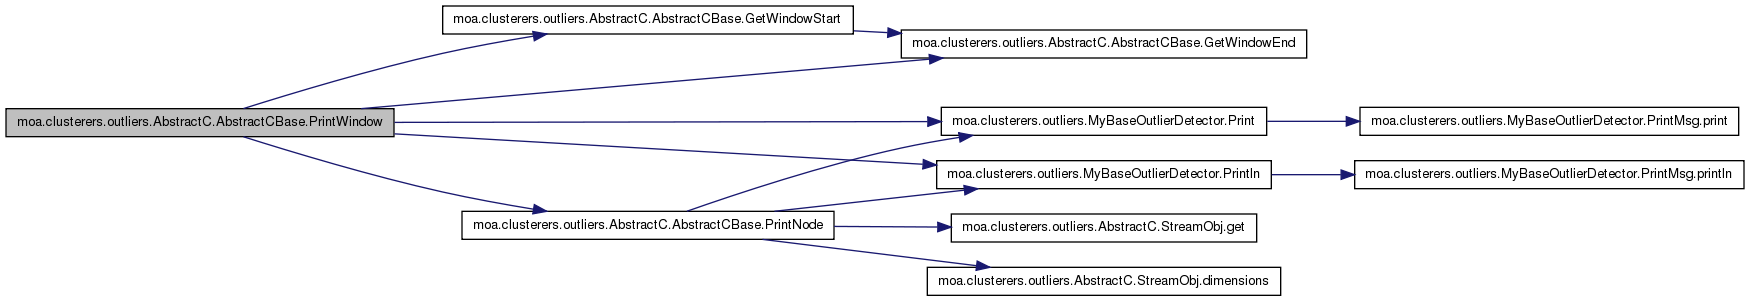 moa.clusterers.outliers.AbstractC.AbstractCBase.GetWindowStart
moa.clusterers.outliers.AbstractC.AbstractCBase.GetWindowEnd
moa.clusterers.outliers.AbstractC.AbstractCBase.PrintWindow
moa.clusterers.outliers.MyBaseOutlierDetector.Print
moa.clusterers.outliers.MyBaseOutlierDetector.PrintMsg.print
moa.clusterers.outliers.MyBaseOutlierDetector.Println
moa.clusterers.outliers.MyBaseOutlierDetector.PrintMsg.println
moa.clusterers.outliers.AbstractC.AbstractCBase.PrintNode
moa.clusterers.outliers.AbstractC.StreamObj.get
moa.clusterers.outliers.AbstractC.StreamObj.dimensions